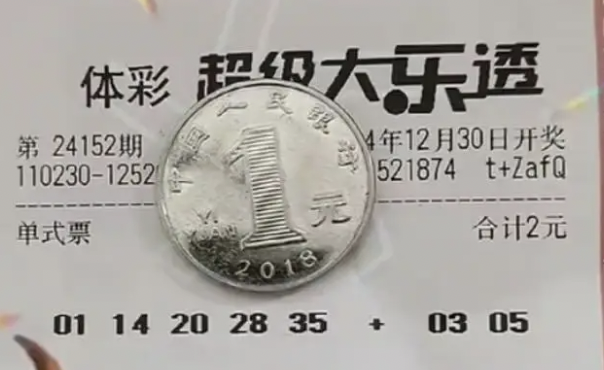 体彩 超级大乐透
第 24152期 4年12月30日开奖
110230-1252 521874 t+ZafQ
单式票 合计2元
01 14 20 28 35 + 03 05
中国人民银行
1元
YI YUAN
2018